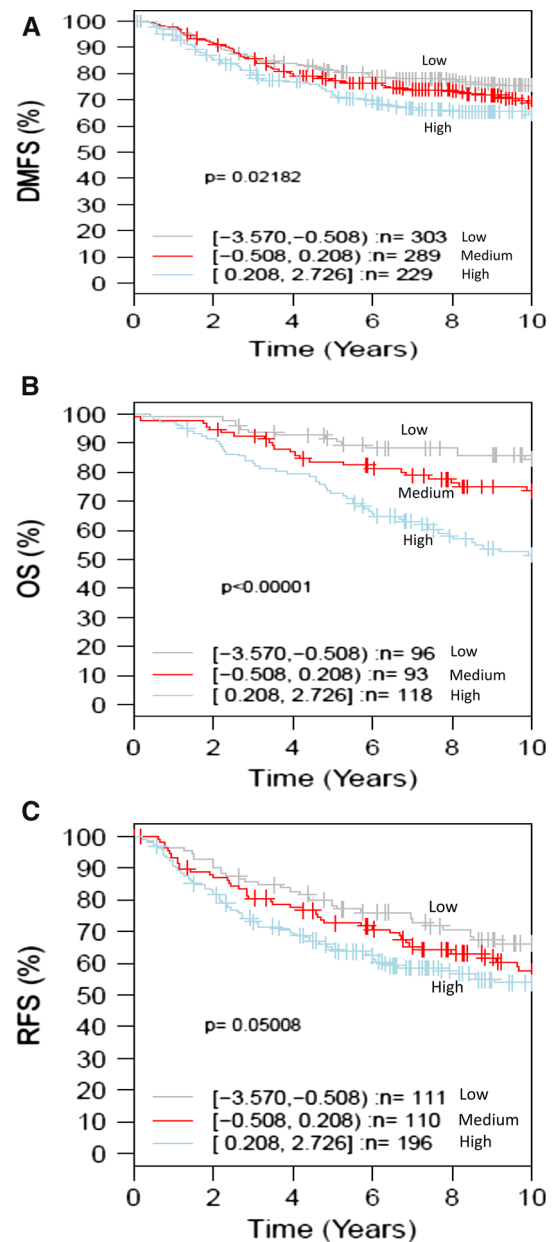 A
DMFS (%)
100
90
80
70
60
50
40
30
20
10
0
Low
High
p= 0.02182
[−3.570,−0.508) :n= 303 Low
[−0.508, 0.208) :n= 289 Medium
[ 0.208, 2.726] :n= 229 High
0 2 4 6 8 10
Time (Years)
B
OS (%)
100
90
80
70
60
50
40
30
20
10
0
Low
Medium
High
p<0.00001
[−3.570,−0.508) :n= 96 Low
[−0.508, 0.208) :n= 93 Medium
[ 0.208, 2.726] :n= 118 High
0 2 4 6 8 10
Time (Years)
C
RFS (%)
100
90
80
70
60
50
40
30
20
10
0
Low
High
p= 0.05008
[−3.570,−0.508) :n= 111 Low
[−0.508, 0.208) :n= 110 Medium
[ 0.208, 2.726] :n= 196 High
0 2 4 6 8 10
Time (Years)